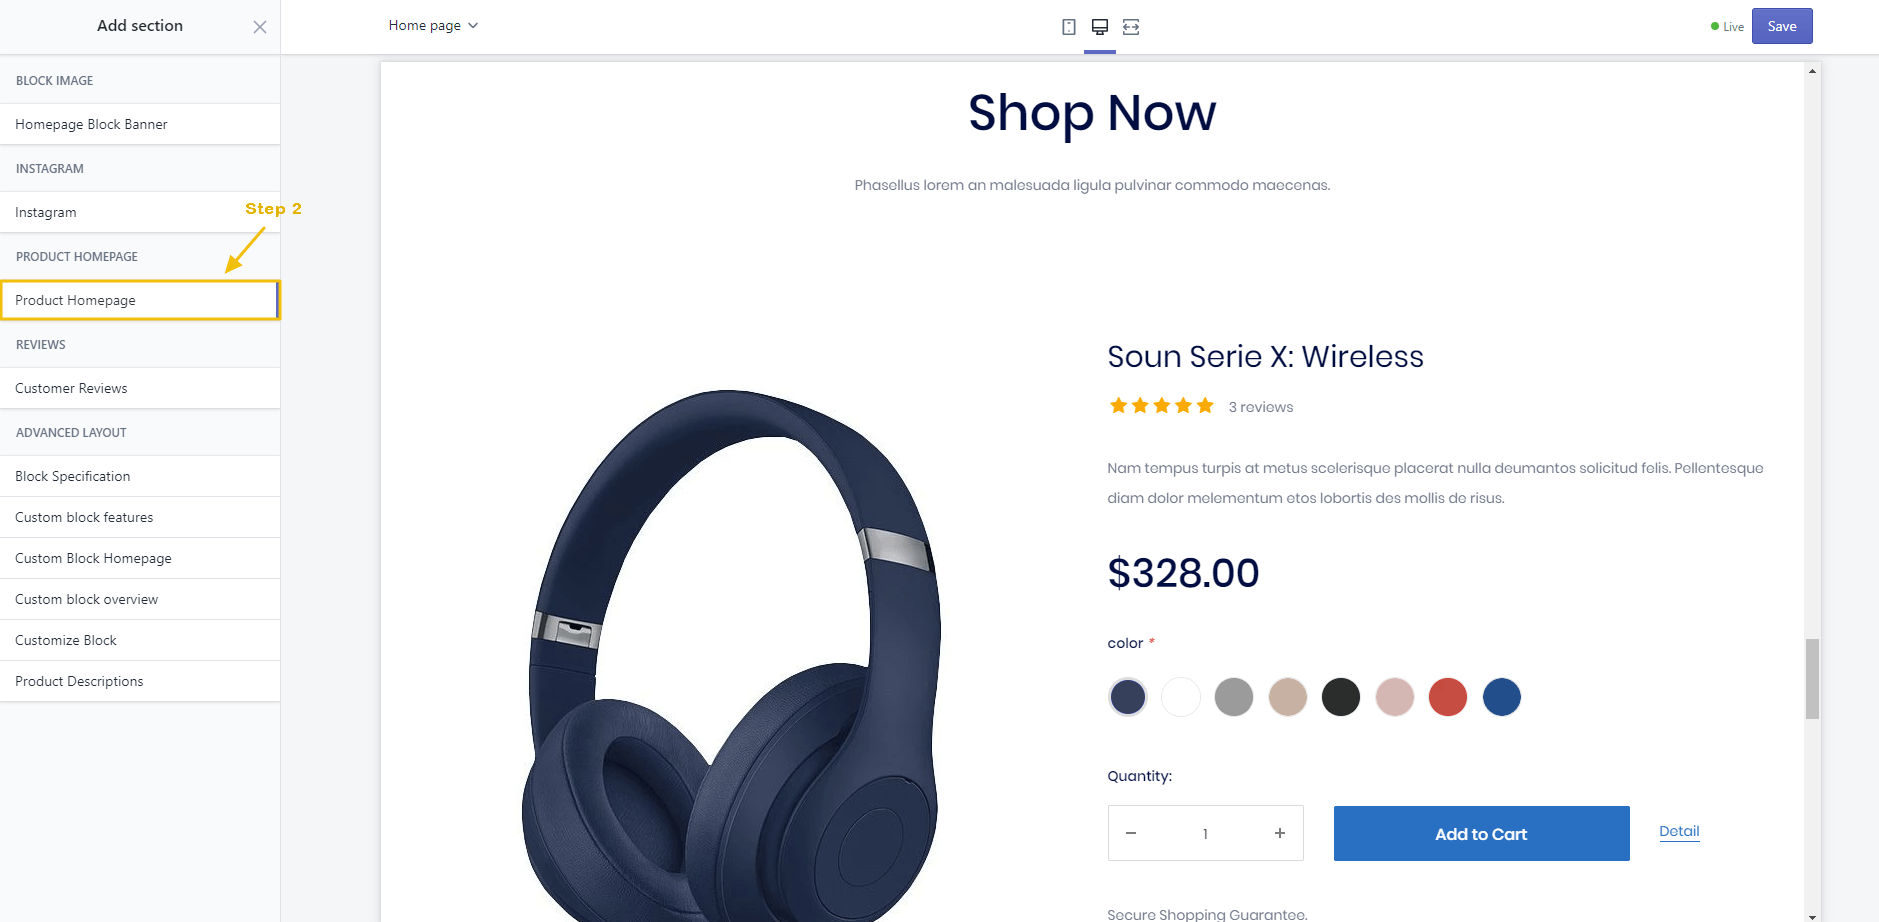 Add section
Home page
Live
Save
BLOCK IMAGE
Homepage Block Banner
INSTAGRAM
Instagram
Step 2
PRODUCT HOMEPAGE
Product Homepage
REVIEWS
Customer Reviews
ADVANCED LAYOUT
Block Specification
Custom block features
Custom Block Homepage
Custom block overview
Customize Block
Product Descriptions
Shop Now
Phasellus lorem an malesuada ligula pulvinar commodo maecenas.
Soun Serie X: Wireless
3 reviews
Nam tempus turpis at metus scelerisque placerat nulla deumantos solicitud felis. Pellentesque
diam dolor melementum etos lobortis des mollis de risus.
$328.00
color *
Quantity:
− 1 +
Add to Cart
Detail
Secure Shopping Guarantee.